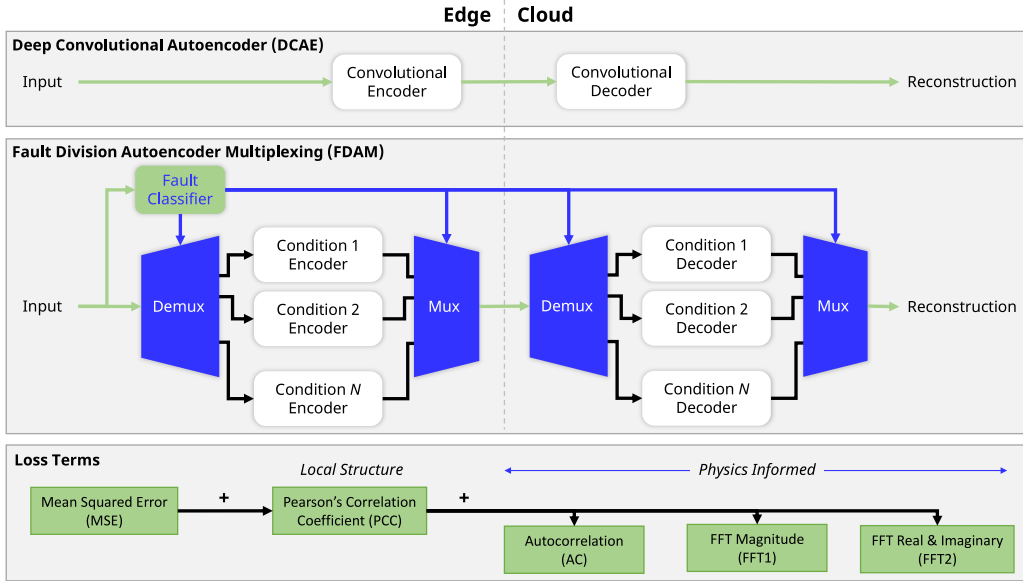 Edge Cloud
Deep Convolutional Autoencoder (DCAE)
Input
Convolutional
Encoder
Convolutional
Decoder
Reconstruction
Fault Division Autoencoder Multiplexing (FDAM)
Fault
Classifier
Input
Demux
Condition 1
Encoder
Condition 2
Encoder
Condition N
Encoder
Mux
Demux
Condition 1
Decoder
Condition 2
Decoder
Condition N
Decoder
Mux
Reconstruction
Loss Terms
Local Structure
Physics Informed
Mean Squared Error
(MSE)
+
Pearson's Correlation
Coefficient (PCC)
+
Autocorrelation
(AC)
FFT Magnitude
(FFT1)
FFT Real & Imaginary
(FFT2)